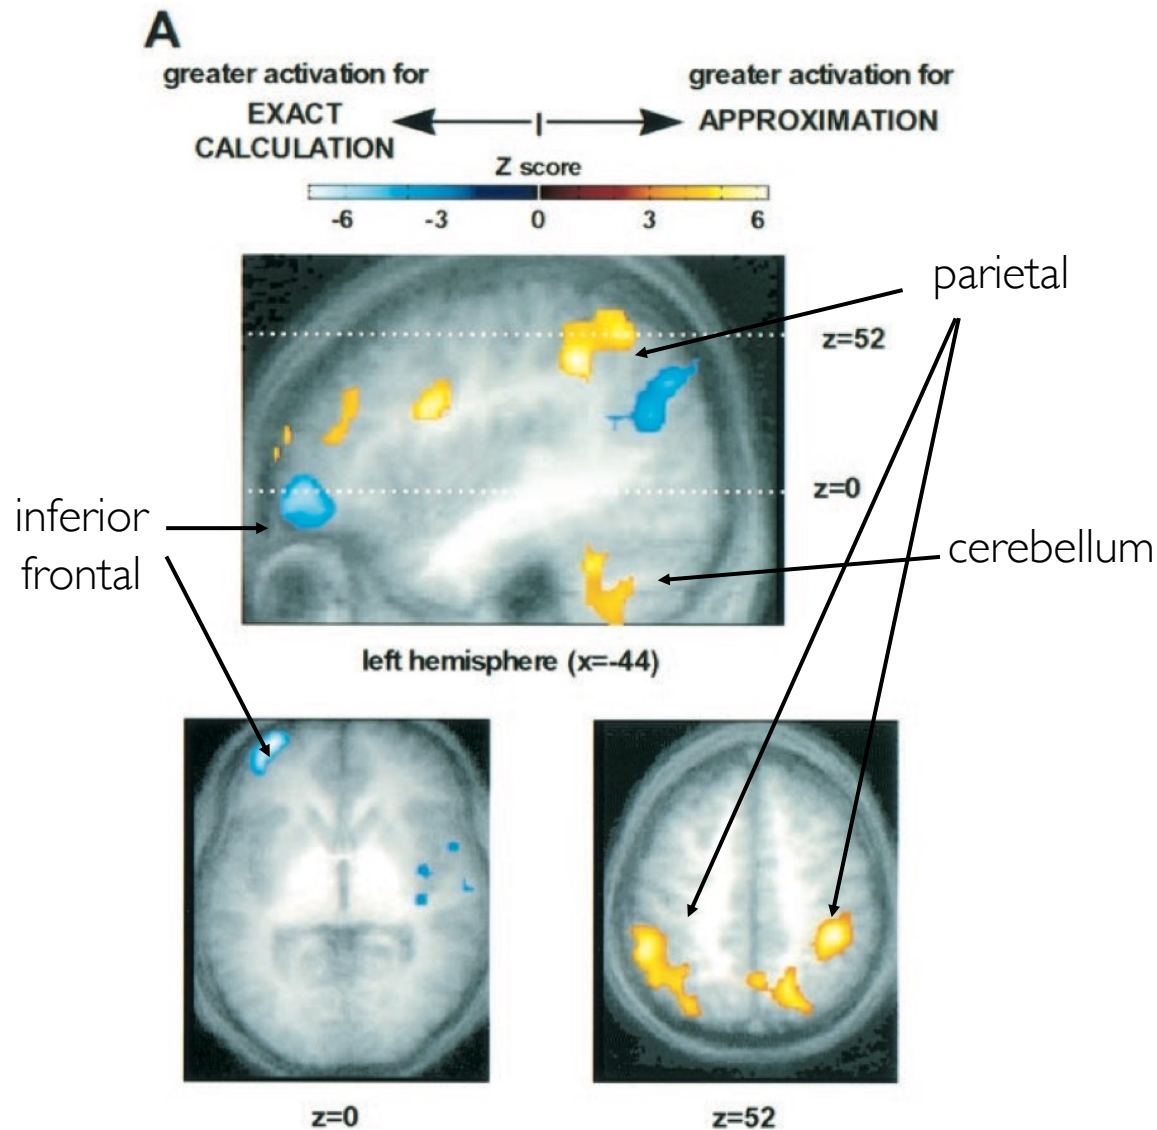 A
greater activation for
EXACT
CALCULATION
greater activation for
APPROXIMATION
Z score
-6 -3 0 3 6
parietal
z=52
z=0
inferior
frontal
cerebellum
left hemisphere (x=-44)
z=0
z=52